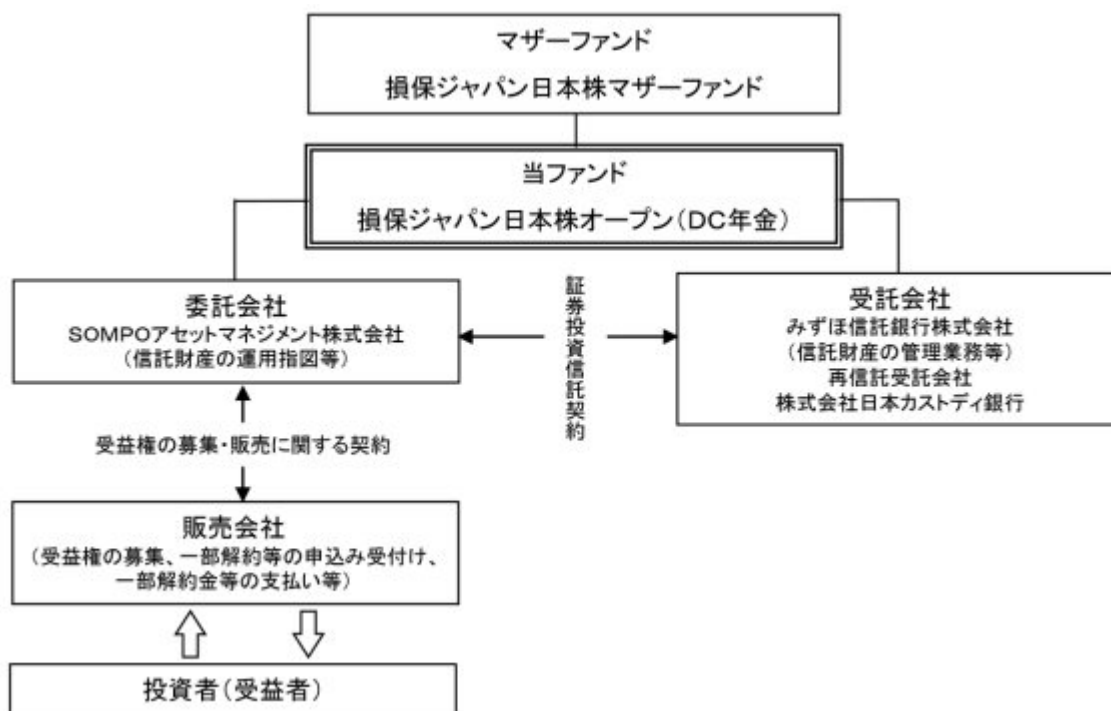 マザーファンド
損保ジャパン日本株マザーファンド
当ファンド
損保ジャパン日本株オープン(DC年金)
委託会社
SOMPOアセットマネジメント株式会社
(信託財産の運用指図等)
証券投資信託契約
受託会社
みずほ信託銀行株式会社
(信託財産の管理業務等)
再信託受託会社
株式会社日本カストディ銀行
受益権の募集・販売に関する契約
販売会社
(受益権の募集、一部解約等の申込み受付け、
一部解約金等の支払い等)
投資者(受益者)